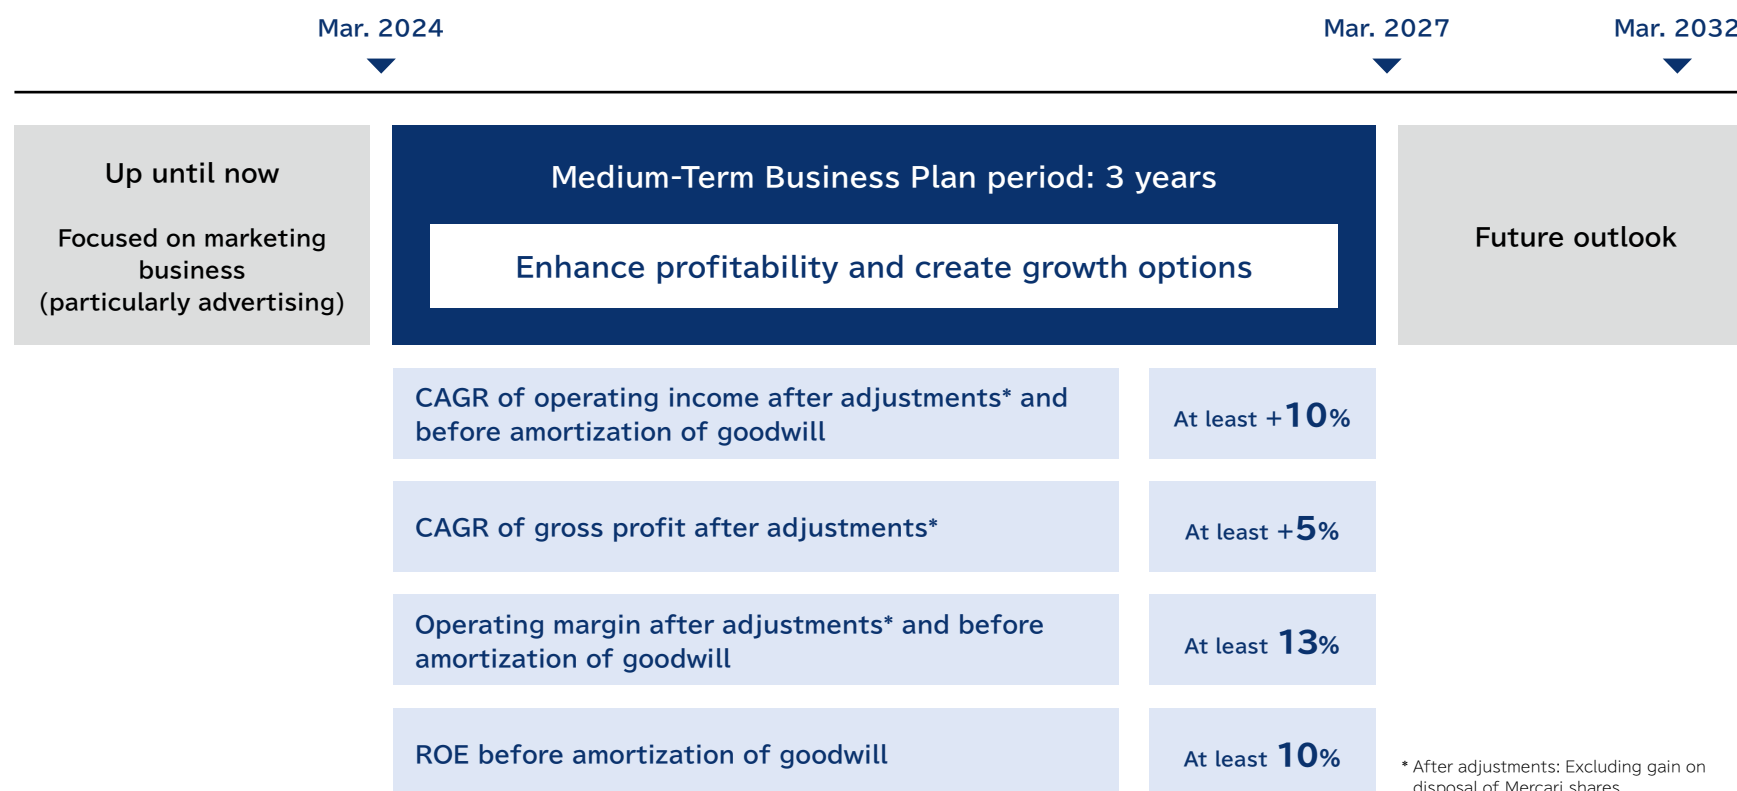 Mar. 2024
Mar. 2027
Mar. 2032
Up until now
Focused on marketing
business
(particularly advertising)
Medium-Term Business Plan period: 3 years
Enhance profitability and create growth options
Future outlook
CAGR of operating income after adjustments* and
before amortization of goodwill
At least +10%
CAGR of gross profit after adjustments*
At least +5%
Operating margin after adjustments* and before
amortization of goodwill
At least 13%
ROE before amortization of goodwill
At least 10%
* After adjustments: Excluding gain on
disposal of Mercari shares